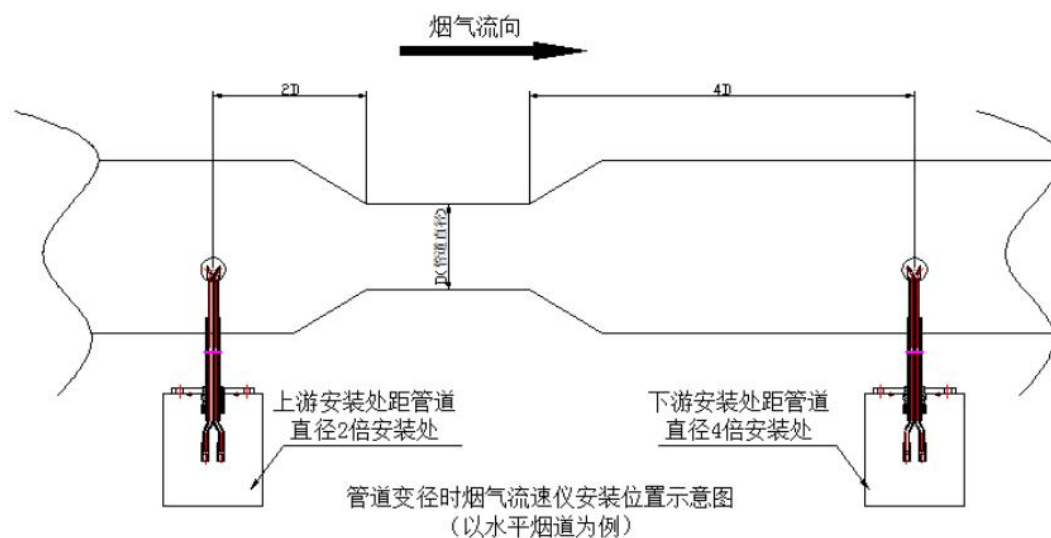 烟气流向
2D
4D
D(管道直径)
上游安装处距管道
直径2倍安装处
下游安装处距管道
直径4倍安装处
管道变径时烟气流速仪安装位置示意图
（以水平烟道为例）